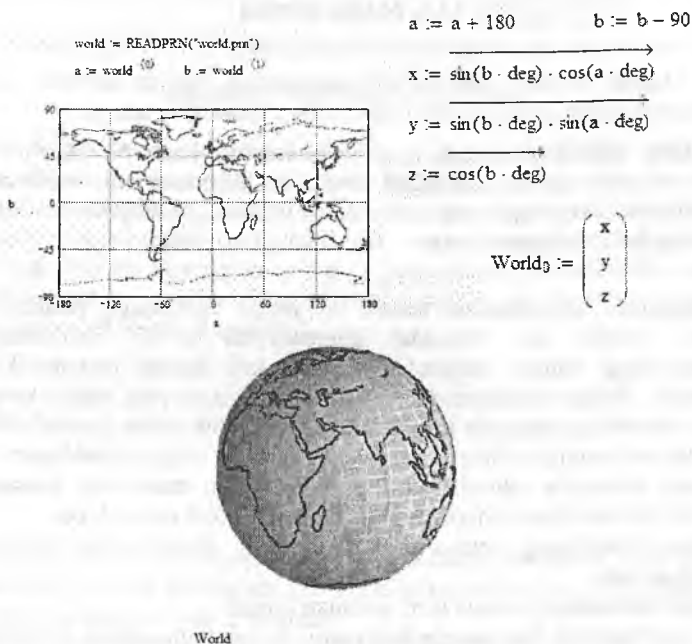 a := a + 180 b := b − 90
world := READPRN("world.prn")
a := world ⟨0⟩ b := world ⟨1⟩
x := sin(b · deg) · cos(a · deg)
y := sin(b · deg) · sin(a · deg)
z := cos(b · deg)
World0 := ( x y z )
90
45
b 0
−45
−90
180 −120 −60 0 60 120 180
a
World